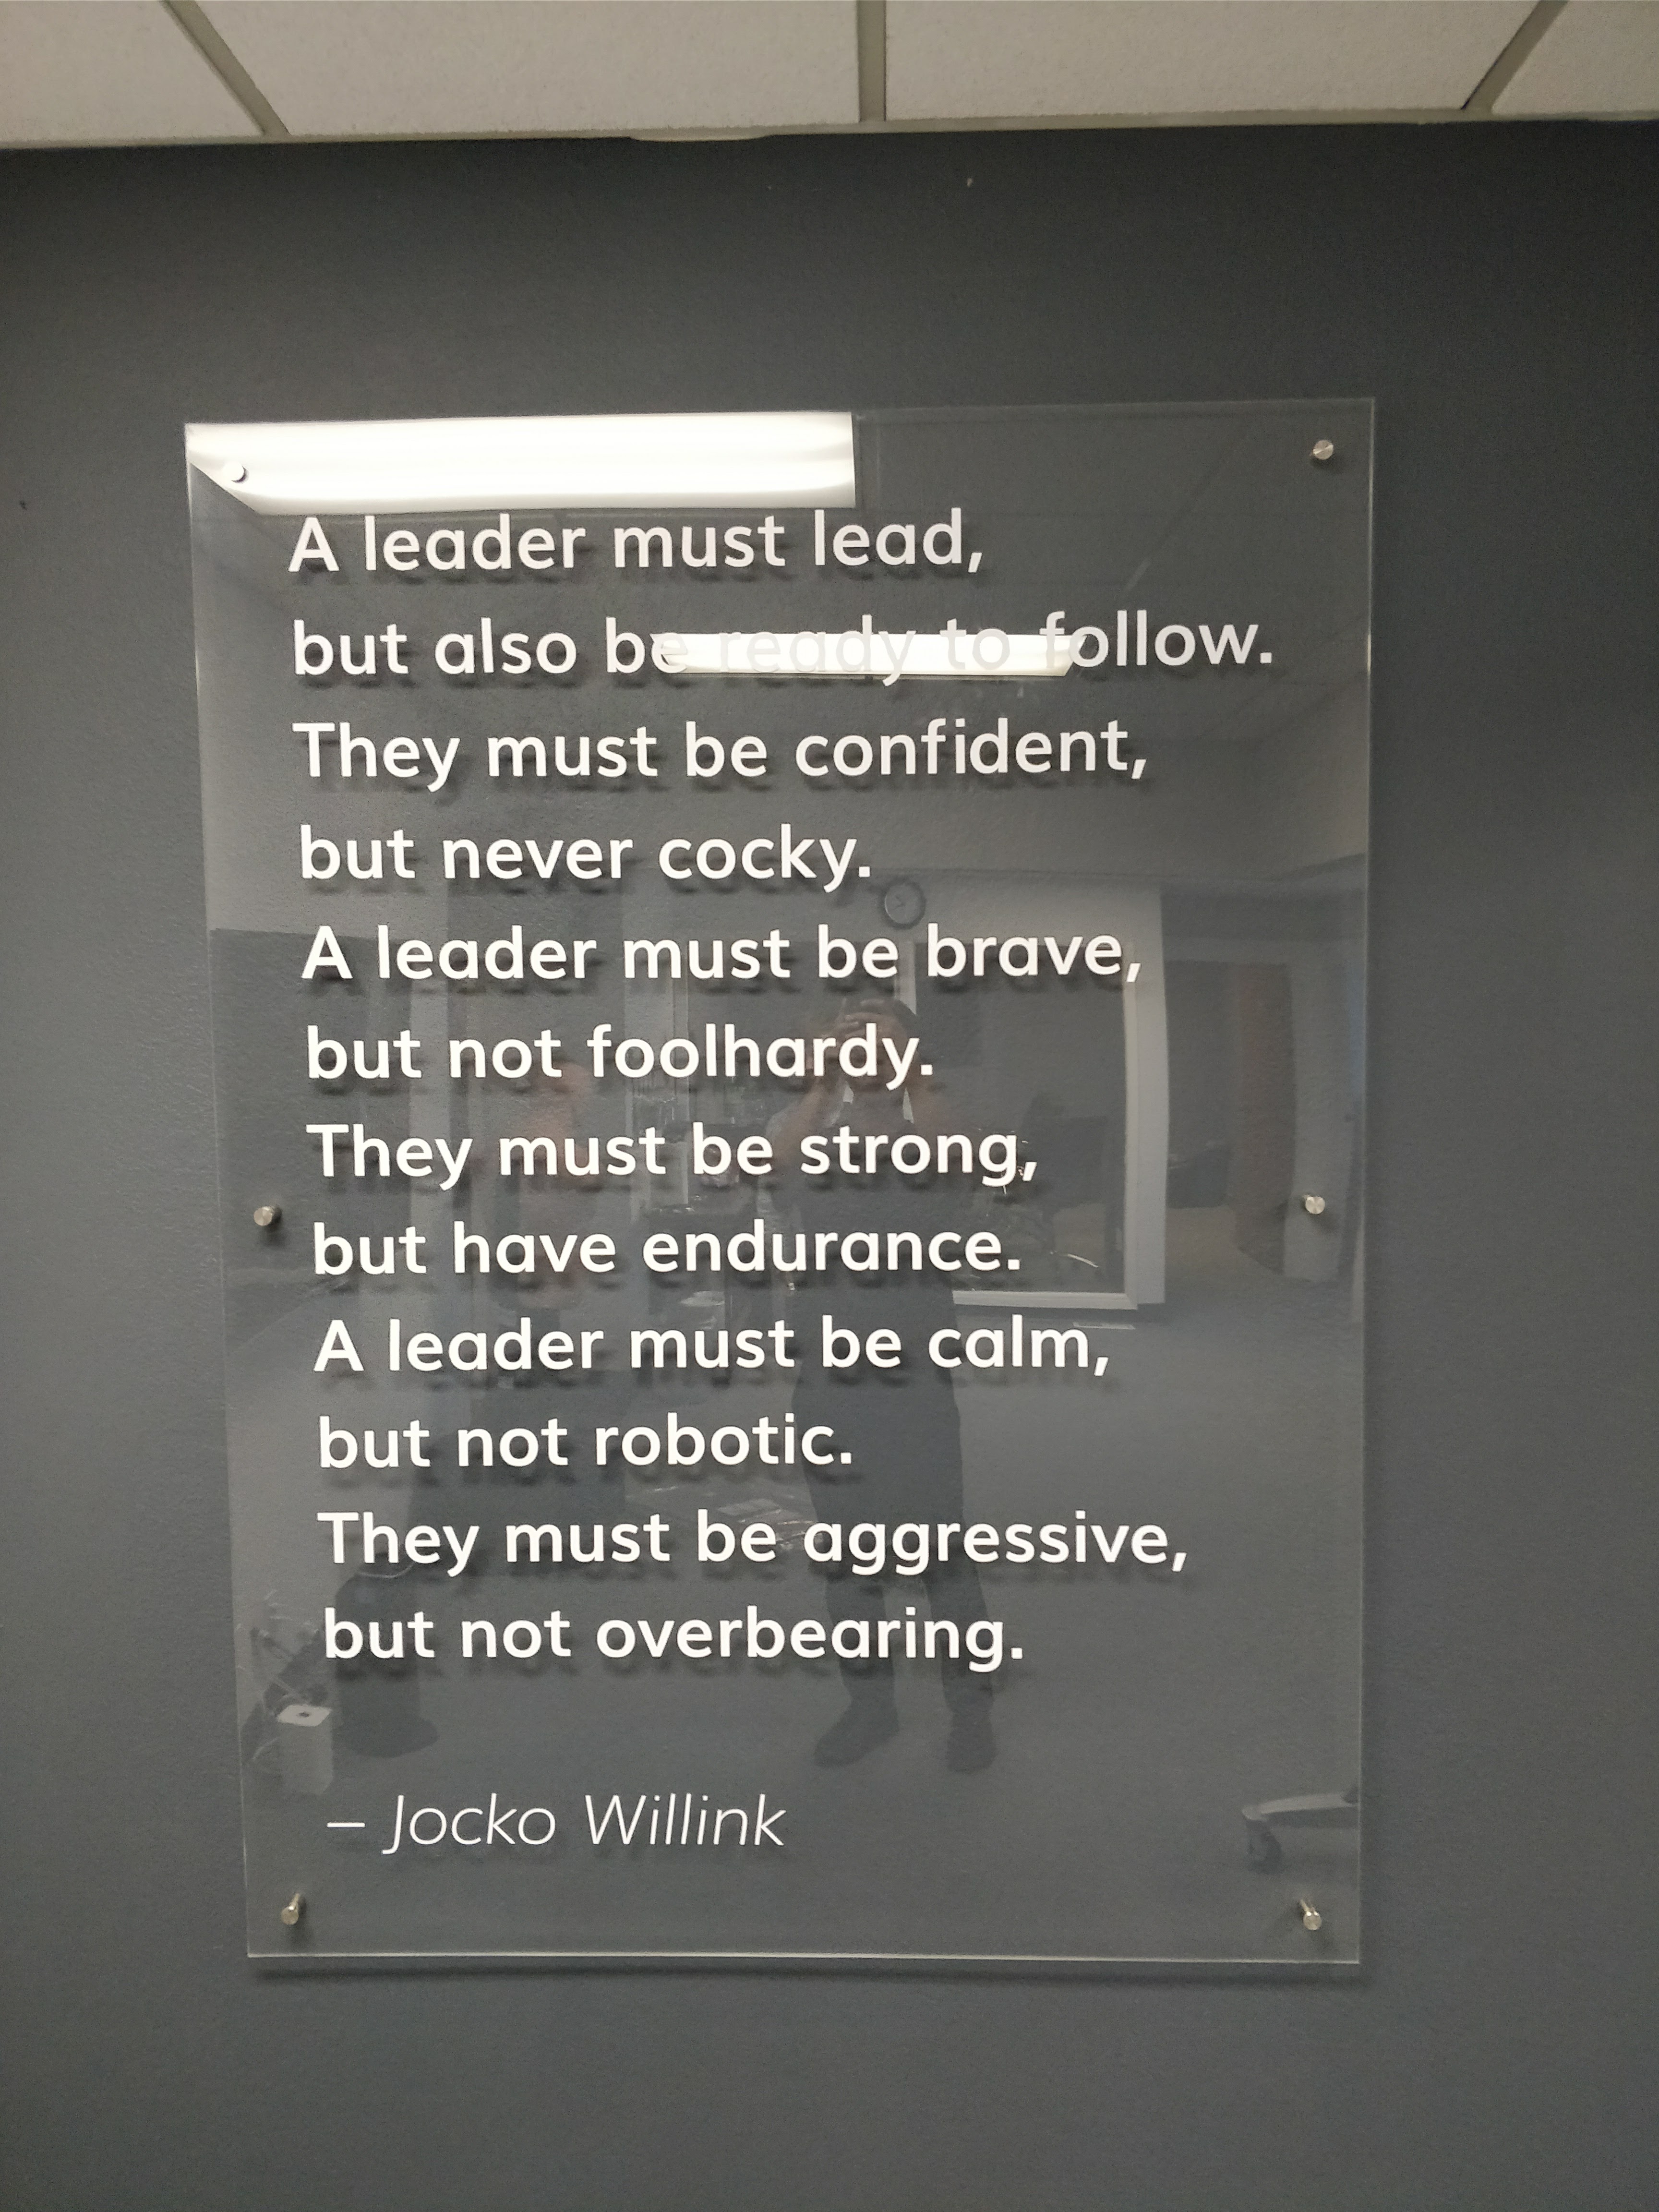 A leader must lead,
but also be ready to follow.
They must be confident,
but never cocky.
A leader must be brave,
but not foolhardy.
They must be strong,
but have endurance.
A leader must be calm,
but not robotic.
They must be aggressive,
but not overbearing.
– Jocko Willink